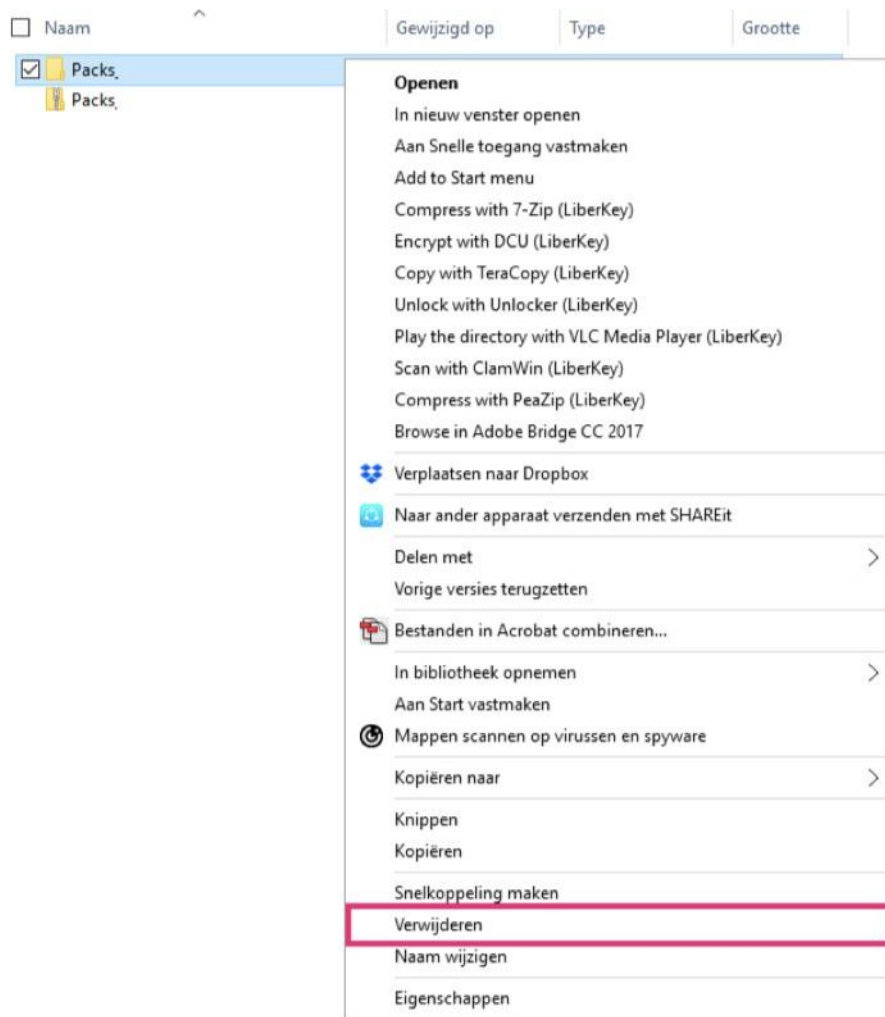 Naam Gewijzigd op Type Grootte
Packs_
Packs
Openen
In nieuw venster openen
Aan Snelle toegang vastmaken
Add to Start menu
Compress with 7-Zip (LiberKey)
Encrypt with DCU (LiberKey)
Copy with TeraCopy (LiberKey)
Unlock with Unlocker (LiberKey)
Play the directory with VLC Media Player (LiberKey)
Scan with ClamWin (LiberKey)
Compress with PeaZip (LiberKey)
Browse in Adobe Bridge CC 2017
Verplaatsen naar Dropbox
Naar ander apparaat verzenden met SHAREit
Delen met
Vorige versies terugzetten
Bestanden in Acrobat combineren...
In bibliotheek opnemen
Aan Start vastmaken
Mappen scannen op virussen en spyware
Kopiëren naar
Knippen
Kopiëren
Snelkoppeling maken
Verwijderen
Naam wijzigen
Eigenschappen